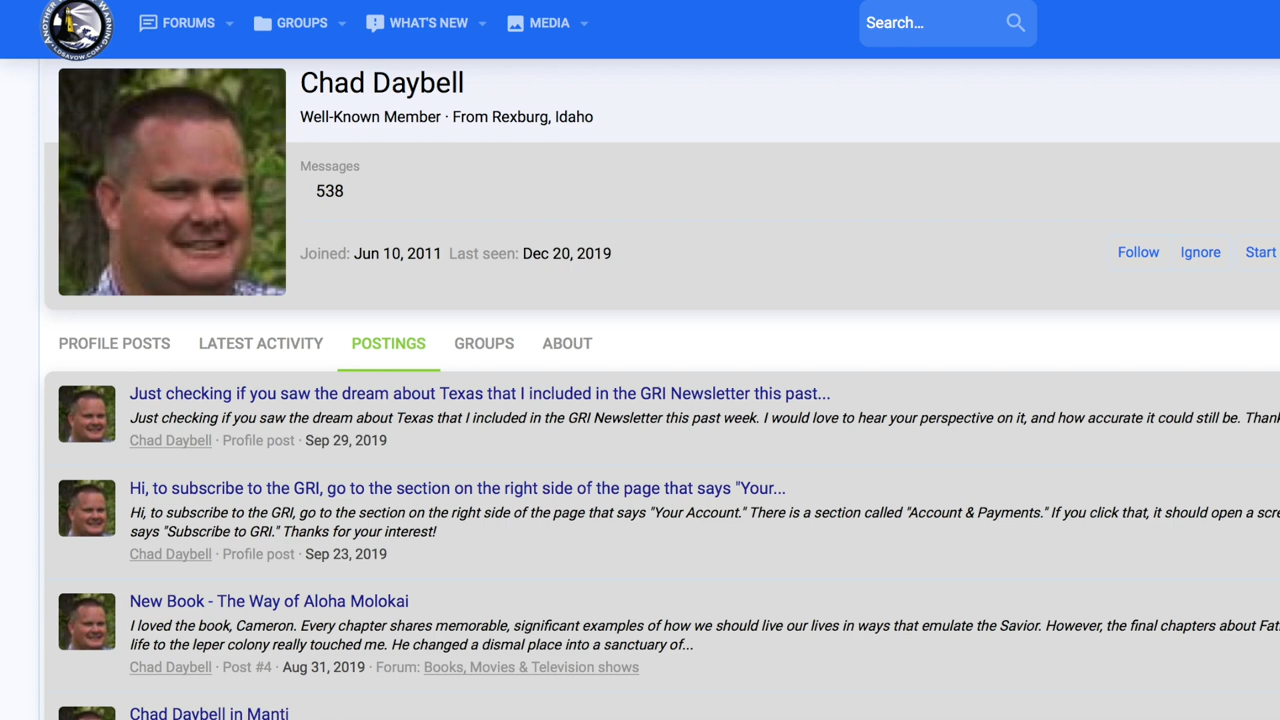 ANOTHER WARNING
LDSAVOW.COM
FORUMS GROUPS WHAT'S NEW MEDIA Search...
Chad Daybell
Well-Known Member · From Rexburg, Idaho
Messages
538
Joined: Jun 10, 2011 Last seen: Dec 20, 2019 Follow Ignore Start
PROFILE POSTS LATEST ACTIVITY POSTINGS GROUPS ABOUT
Just checking if you saw the dream about Texas that I included in the GRI Newsletter this past...
Just checking if you saw the dream about Texas that I included in the GRI Newsletter this past week. I would love to hear your perspective on it, and how accurate it could still be. Thank
Chad Daybell · Profile post · Sep 29, 2019
Hi, to subscribe to the GRI, go to the section on the right side of the page that says "Your...
Hi, to subscribe to the GRI, go to the section on the right side of the page that says "Your Account." There is a section called "Account & Payments." If you click that, it should open a scre
says "Subscribe to GRI." Thanks for your interest!
Chad Daybell · Profile post · Sep 23, 2019
New Book - The Way of Aloha Molokai
I loved the book, Cameron. Every chapter shares memorable, significant examples of how we should live our lives in ways that emulate the Savior. However, the final chapters about Fat
life to the leper colony really touched me. He changed a dismal place into a sanctuary of...
Chad Daybell · Post #4 · Aug 31, 2019 · Forum: Books, Movies & Television shows
Chad Daybell in Manti